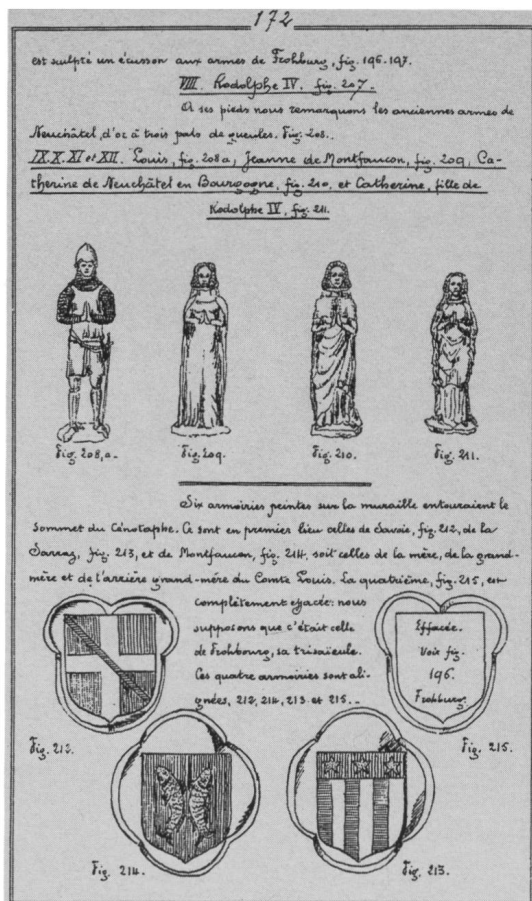 172
est sculpté un écusson aux armes de Frohburg, fig. 196-197.
VIII. Rodolphe IV. fig. 207.
A ses pieds nous remarquons les anciennes armes de
Neuchâtel, d'or à trois pals de gueules. Fig. 208.
IX. X. XI et XII. Louis, fig. 208a, Jeanne de Montfaucon, fig. 209, Ca-
therine de Neuchâtel en Bourgogne, fig. 210, et Catherine, fille de
Rodolphe IV, fig. 211.
Fig. 208,a.
Fig. 209.
Fig. 210.
Fig. 211.
Six armoiries peintes sur la muraille entouraient le
sommet du Cénotaphe. Ce sont en premier lieu celles de Savoie, fig. 212, de la
Sarraz, fig. 213, et de Montfaucon, fig. 214, soit celles de la mère, de la grand-
mère et de l'arrière grand-mère du Comte Louis. La quatrième, fig. 215, est
complètement effacée: nous
supposons que c'était celle
de Frohbourg, sa trisaïeule.
Ces quatre armoiries sont ali-
gnées, 212, 214, 213 et 215.-
Effacée.
Voir fig.
196.
Frohburg.
Fig. 212.
Fig. 215.
Fig. 214.
Fig. 213.